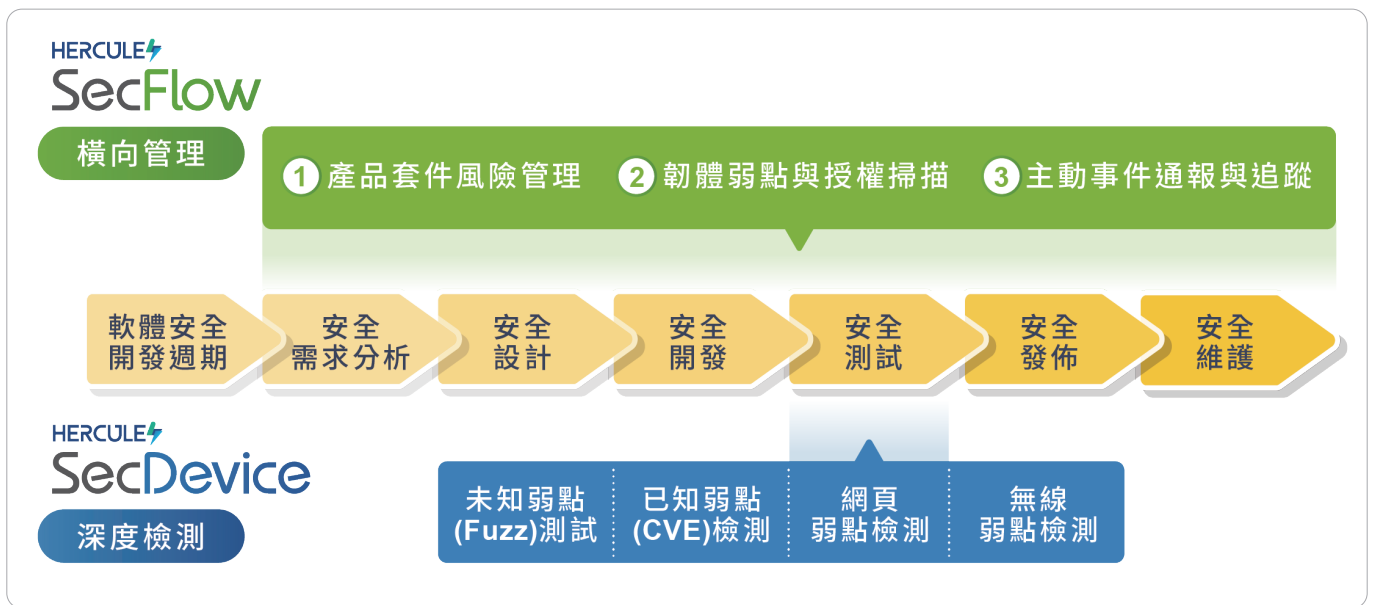 HERCULES
SecFlow
橫向管理
1 產品套件風險管理 2 韌體弱點與授權掃描 3 主動事件通報與追蹤
軟體安全 安全 安全 安全 安全 安全 安全
開發週期 需求分析 設計 開發 測試 發佈 維護
HERCULES
SecDevice
深度檢測
未知弱點 已知弱點 網頁 無線
(Fuzz)測試 (CVE)檢測 弱點檢測 弱點檢測